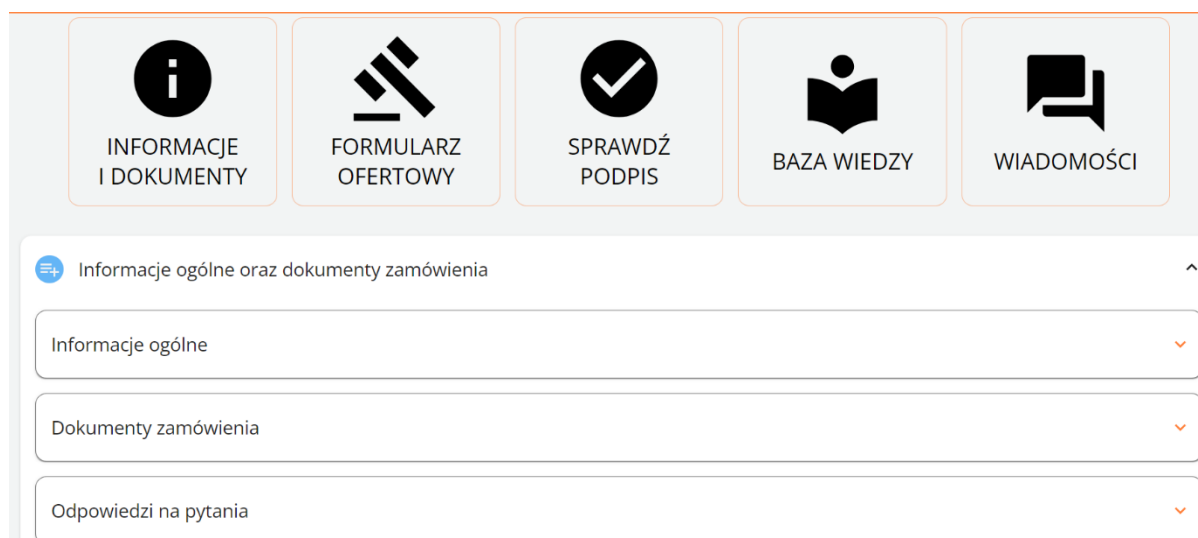 INFORMACJE
I DOKUMENTY
FORMULARZ
OFERTOWY
SPRAWDŹ
PODPIS
BAZA WIEDZY
WIADOMOŚCI
Informacje ogólne oraz dokumenty zamówienia
Informacje ogólne
Dokumenty zamówienia
Odpowiedzi na pytania